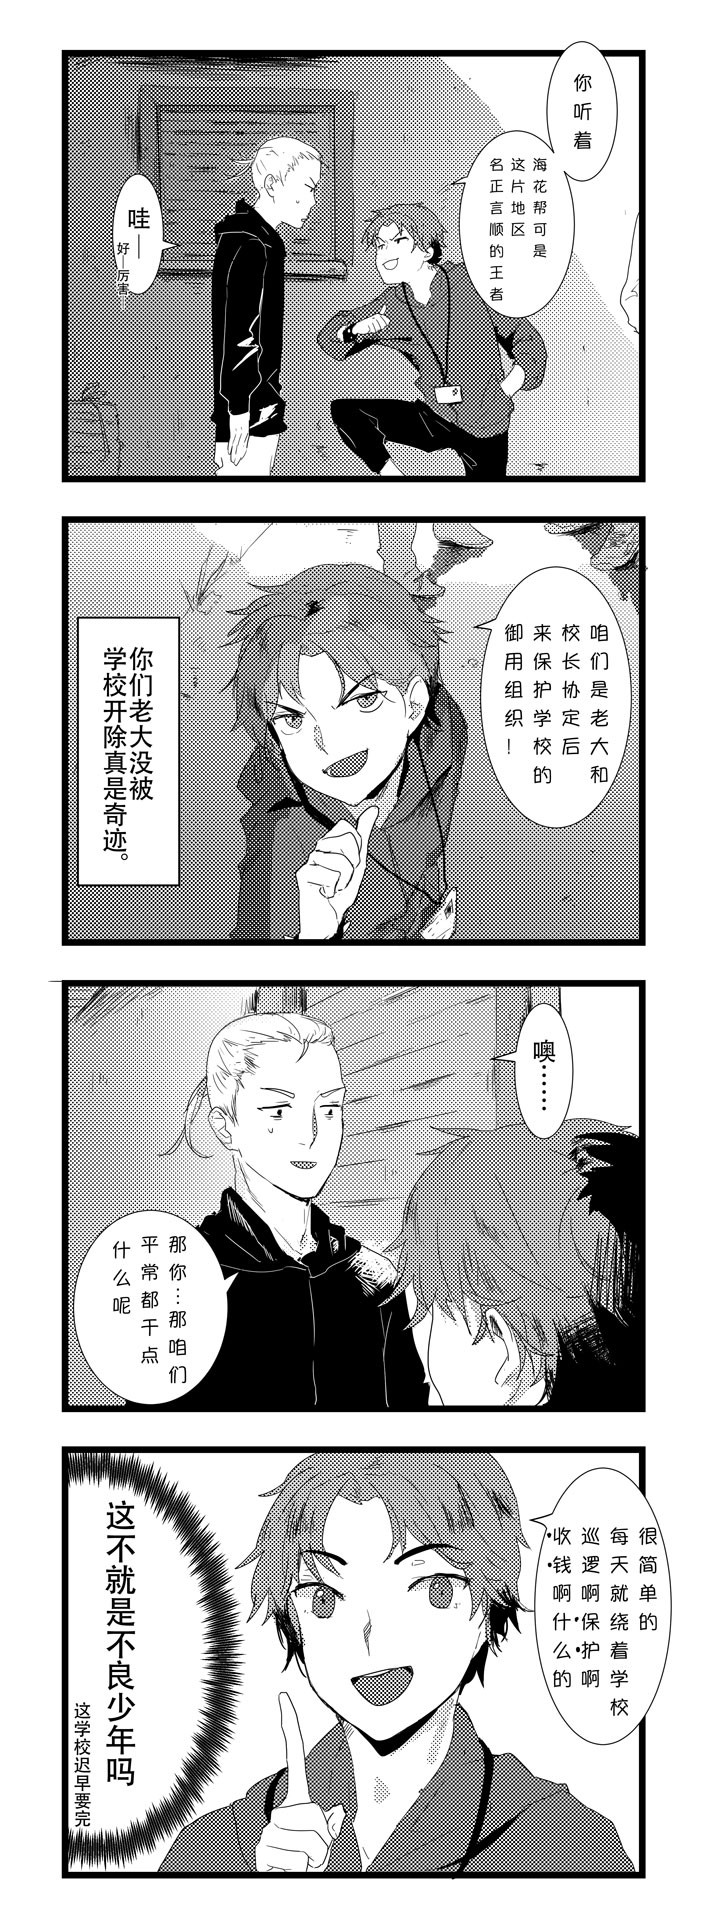 你听着
海花帮可是
这片地区
名正言顺的王者
哇—
好—厉害……
咱们是老大和
校长协定后
来保护学校的
御用组织！
你们老大没被
学校开除真是奇迹。
噢……
那你…那咱们
平常都干点
什么呢
很简单的
每天就绕着学校
巡逻啊保护啊
收钱啊什么的
这不就是不良少年吗
这学校迟早要完